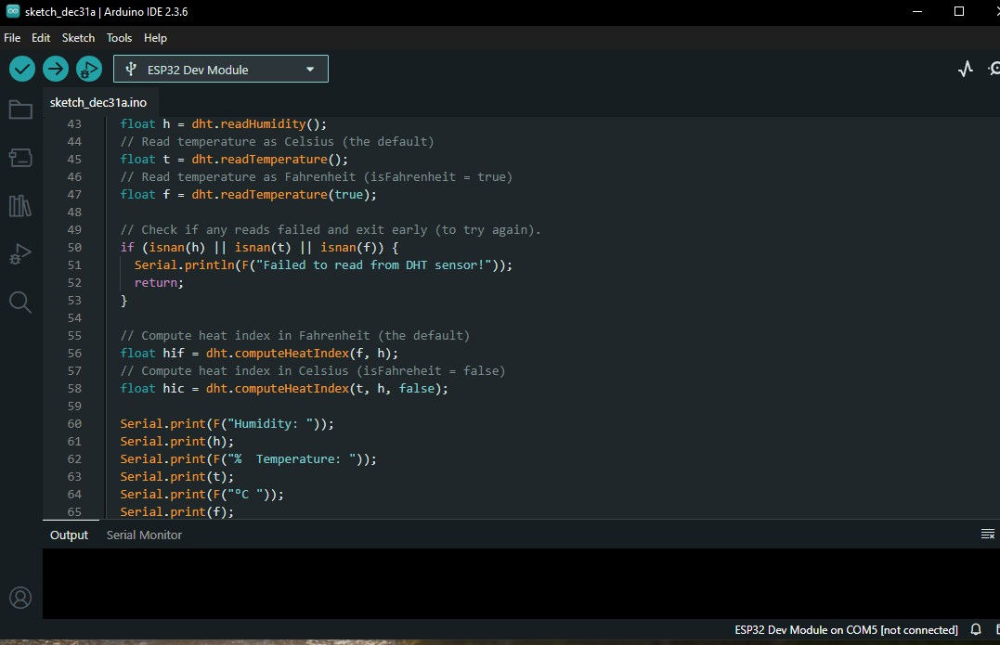 sketch_dec31a | Arduino IDE 2.3.6
File Edit Sketch Tools Help
ESP32 Dev Module
sketch_dec31a.ino
43 float h = dht.readHumidity();
44 // Read temperature as Celsius (the default)
45 float t = dht.readTemperature();
46 // Read temperature as Fahrenheit (isFahrenheit = true)
47 float f = dht.readTemperature(true);
48
49 // Check if any reads failed and exit early (to try again).
50 if (isnan(h) || isnan(t) || isnan(f)) {
51 Serial.println(F("Failed to read from DHT sensor!"));
52 return;
53 }
54
55 // Compute heat index in Fahrenheit (the default)
56 float hif = dht.computeHeatIndex(f, h);
57 // Compute heat index in Celsius (isFahreheit = false)
58 float hic = dht.computeHeatIndex(t, h, false);
59
60 Serial.print(F("Humidity: "));
61 Serial.print(h);
62 Serial.print(F("%  Temperature: "));
63 Serial.print(t);
64 Serial.print(F("°C "));
65 Serial.print(f);
Output Serial Monitor
ESP32 Dev Module on COM5 [not connected]